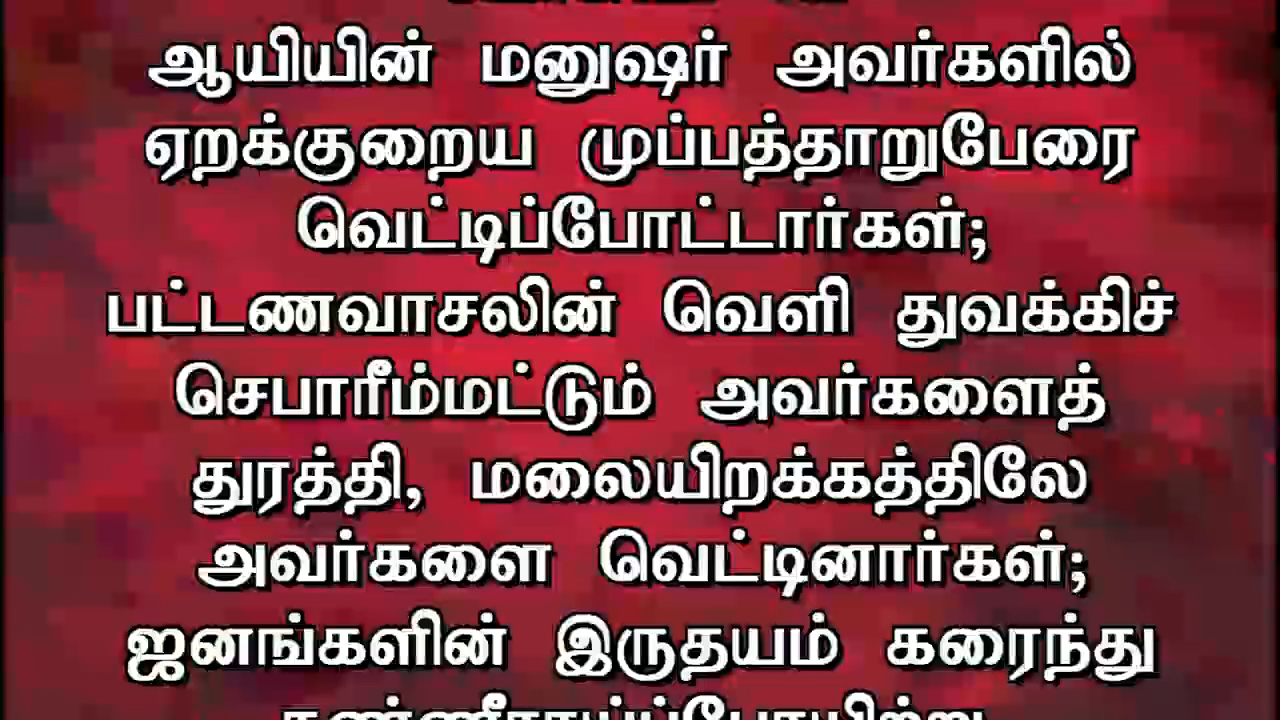 ஆயியின் மனுஷர் அவர்களில்
ஏறக்குறைய முப்பத்தாறுபேரை
வெட்டிப்போட்டார்கள்;
பட்டணவாசலின் வெளி துவக்கிச்
செபாரீம்மட்டும் அவர்களைத்
துரத்தி, மலையிறக்கத்திலே
அவர்களை வெட்டினார்கள்;
ஜனங்களின் இருதயம் கரைந்து